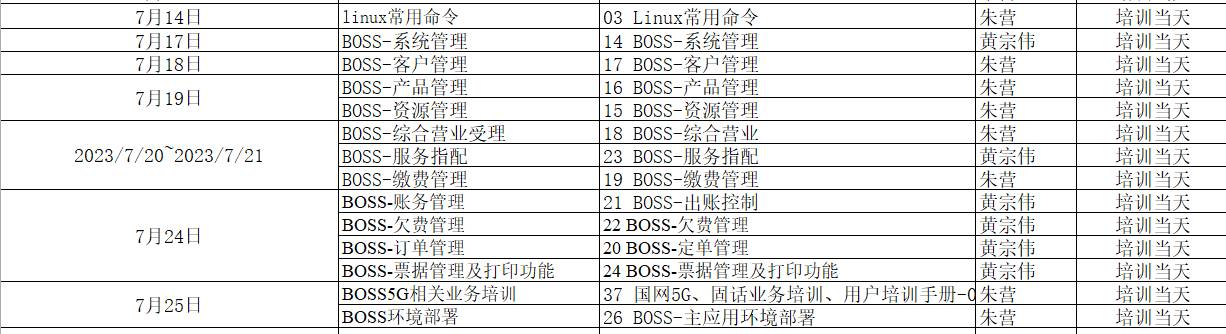 7月14日 linux常用命令 03 Linux常用命令 朱营 培训当天
7月17日 BOSS-系统管理 14 BOSS-系统管理 黄宗伟 培训当天
7月18日 BOSS-客户管理 17 BOSS-客户管理 朱营 培训当天
7月19日 BOSS-产品管理 16 BOSS-产品管理 朱营 培训当天
BOSS-资源管理 15 BOSS-资源管理 朱营 培训当天
2023/7/20~2023/7/21 BOSS-综合营业受理 18 BOSS-综合营业 朱营 培训当天
BOSS-服务指配 23 BOSS-服务指配 黄宗伟 培训当天
BOSS-缴费管理 19 BOSS-缴费管理 朱营 培训当天
7月24日 BOSS-账务管理 21 BOSS-出账控制 黄宗伟 培训当天
BOSS-欠费管理 22 BOSS-欠费管理 黄宗伟 培训当天
BOSS-订单管理 20 BOSS-定单管理 黄宗伟 培训当天
BOSS-票据管理及打印功能 24 BOSS-票据管理及打印功能 黄宗伟 培训当天
7月25日 BOSS5G相关业务培训 37 国网5G、固话业务培训、用户培训手册-0 朱营 培训当天
BOSS环境部署 26 BOSS-主应用环境部署 朱营 培训当天